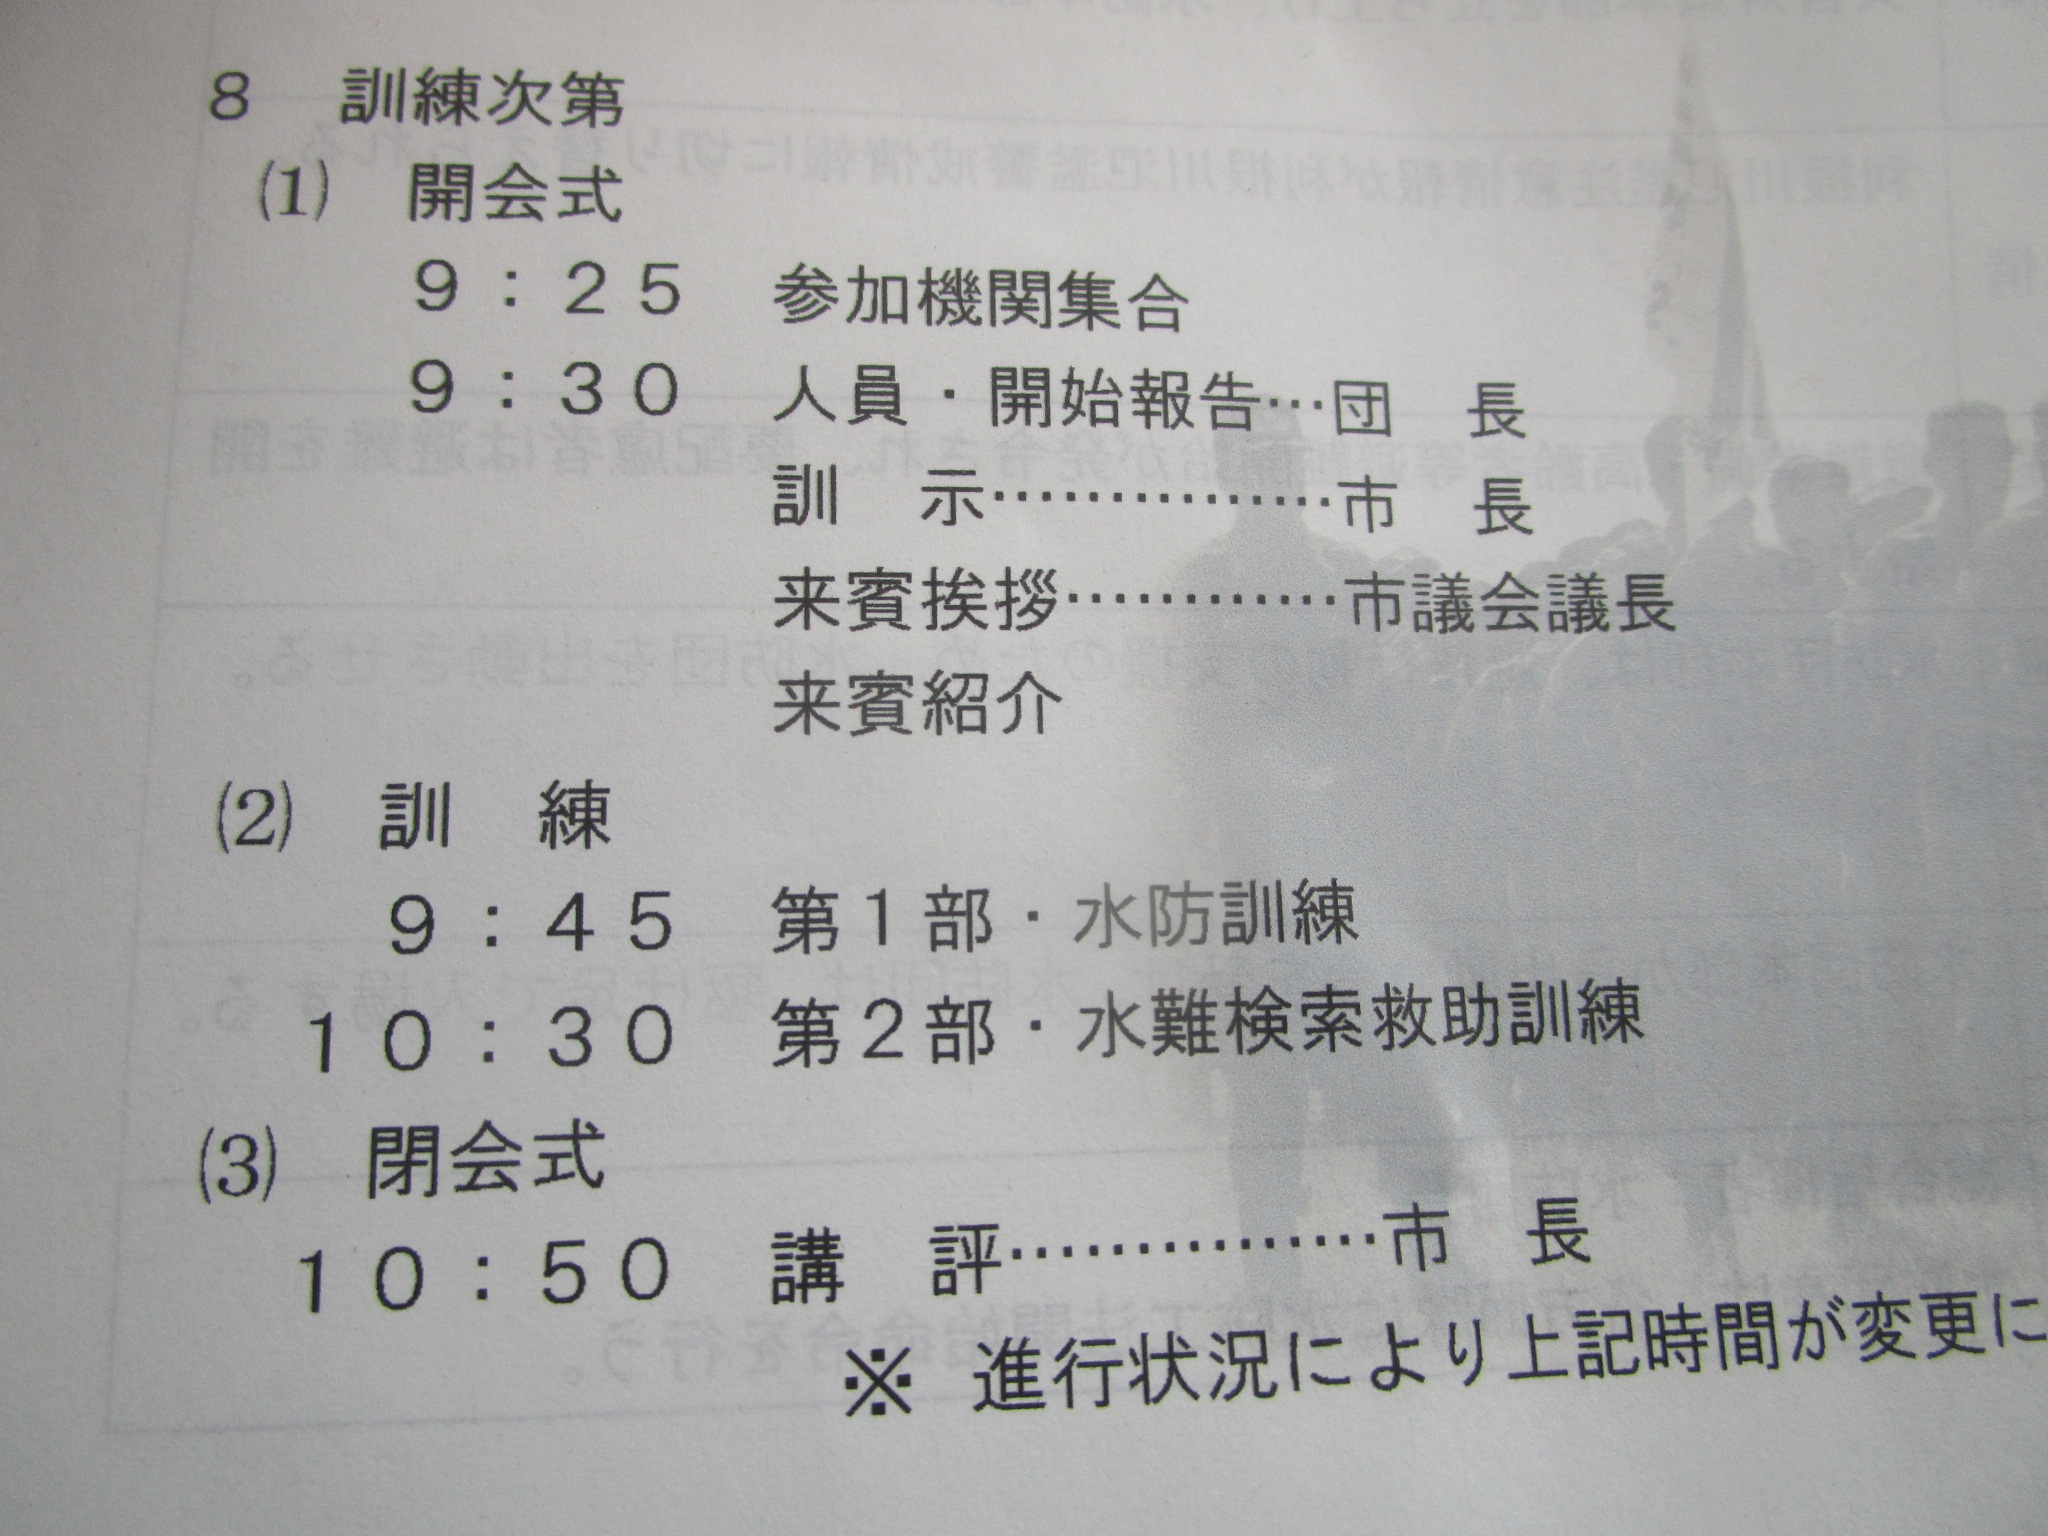 8　訓練次第
(1)　開会式
9：25　参加機関集合
9：30　人員・開始報告…団　長
訓　示……………市　長
来賓挨拶…………市議会議長
来賓紹介
(2)　訓　練
9：45　第1部・水防訓練
10：30　第2部・水難検索救助訓練
(3)　閉会式
10：50　講　評……………市　長
※　進行状況により上記時間が変更に